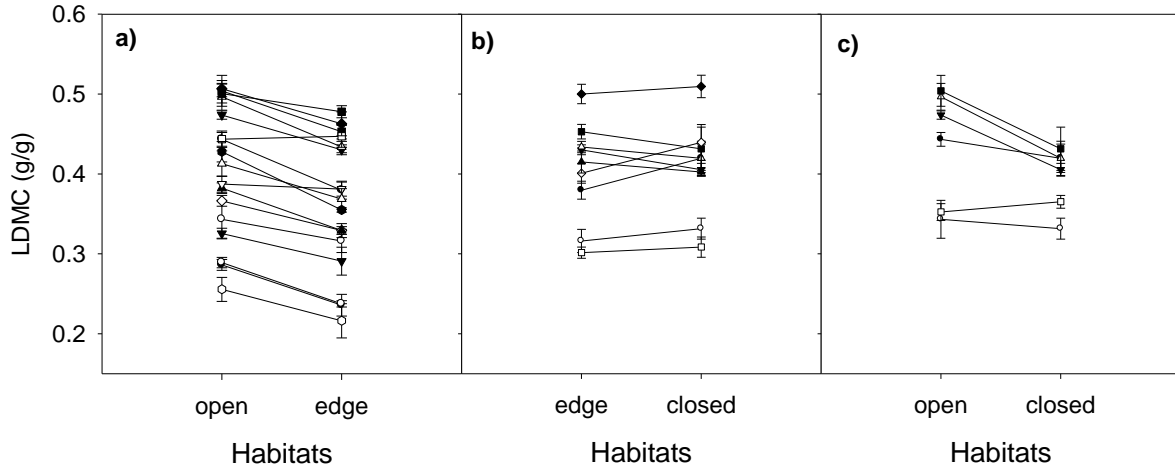 0.6
a)
b)
c)
0.5
0.4
0.3
0.2
LDMC (g/g)
open edge
edge closed
open closed
Habitats
Habitats
Habitats